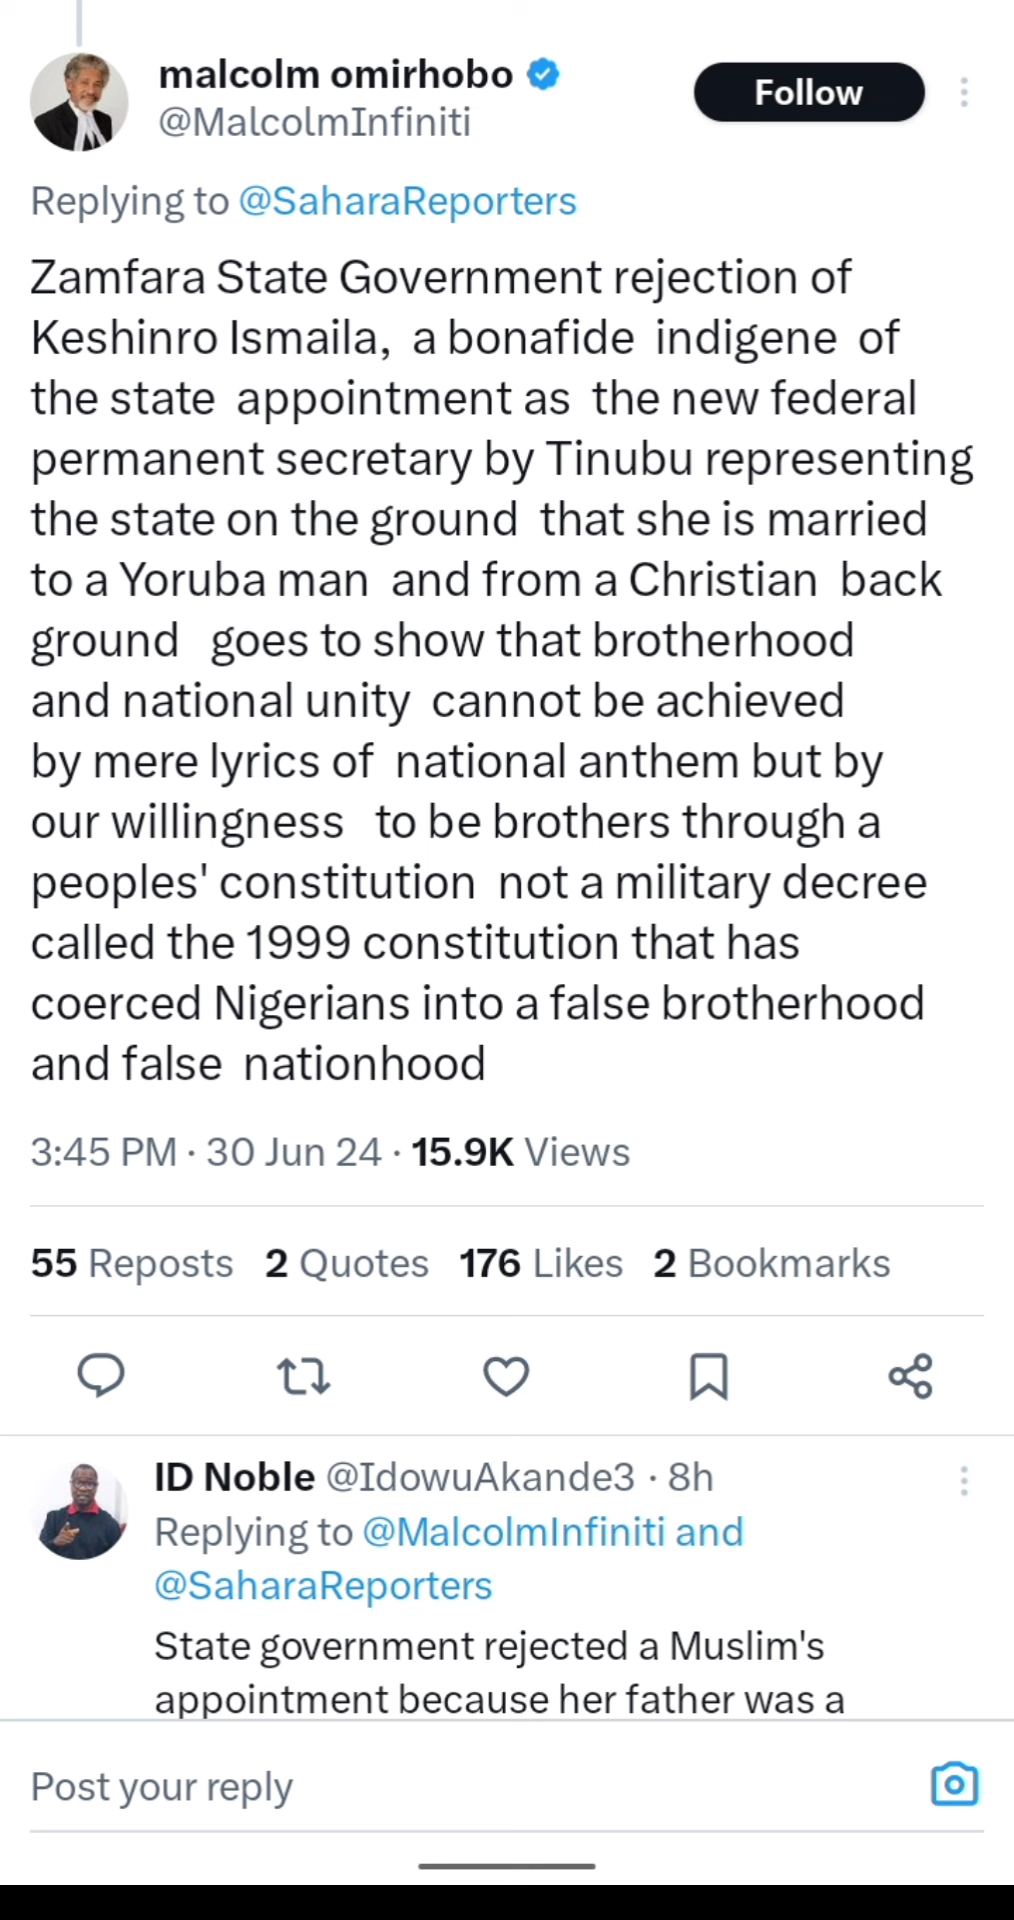 malcolm omirhobo
Follow
@MalcolmInfiniti
Replying to @SaharaReporters
Zamfara State Government rejection of
Keshinro Ismaila,  a bonafide  indigene  of
the state  appointment as  the new federal
permanent secretary by Tinubu representing
the state on the ground  that she is married
to a Yoruba man  and from a Christian  back
ground   goes to show that brotherhood
and national unity  cannot be achieved
by mere lyrics of  national anthem but by
our willingness   to be brothers through a
peoples' constitution  not a military decree
called the 1999 constitution that has
coerced Nigerians into a false brotherhood
and false  nationhood
3:45 PM · 30 Jun 24 · 15.9K Views
55 Reposts 2 Quotes 176 Likes 2 Bookmarks
ID Noble @IdowuAkande3 · 8h
Replying to @MalcolmInfiniti and
@SaharaReporters
State government rejected a Muslim's
appointment because her father was a
Post your reply